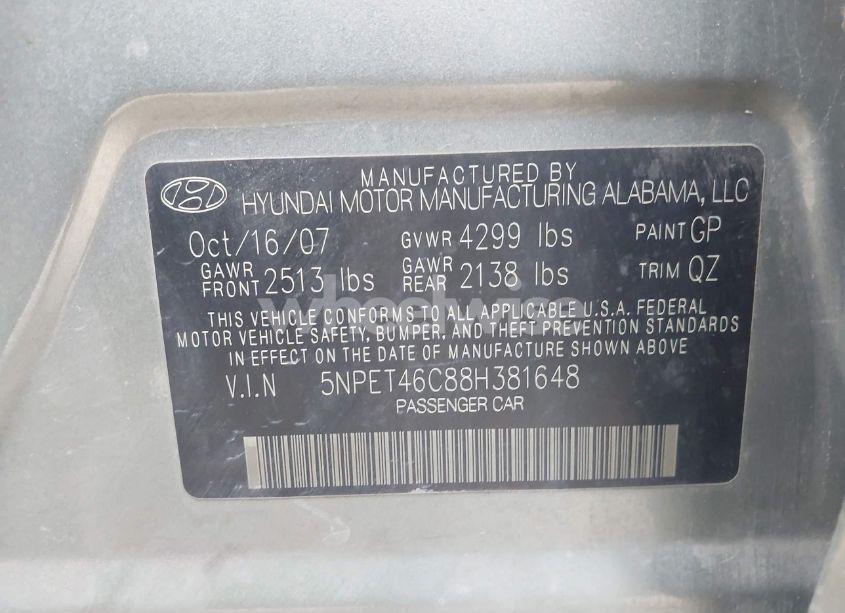 MANUFACTURED BY
HYUNDAI MOTOR MANUFACTURING ALABAMA, LLC
Oct/16/07 GVWR 4299 lbs PAINT GP
GAWR FRONT 2513 lbs GAWR REAR 2138 lbs TRIM QZ
wheelwise
THIS VEHICLE CONFORMS TO ALL APPLICABLE U.S.A. FEDERAL
MOTOR VEHICLE SAFETY, BUMPER, AND THEFT PREVENTION STANDARDS
IN EFFECT ON THE DATE OF MANUFACTURE SHOWN ABOVE
V.I.N 5NPET46C88H381648
PASSENGER CAR